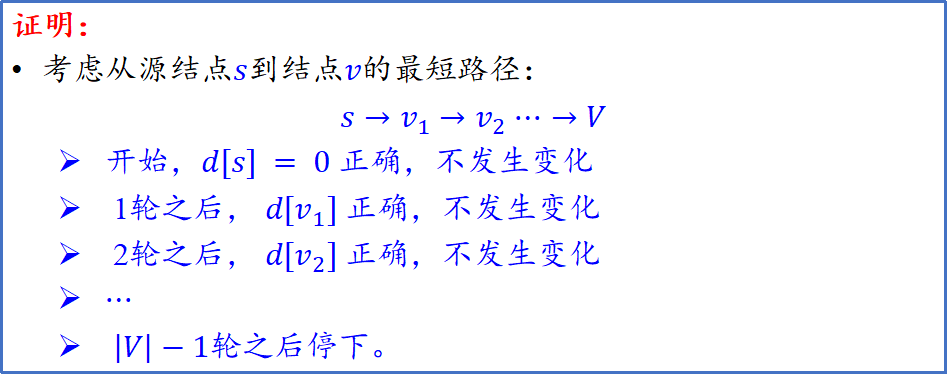 证明：
• 考虑从源结点s到结点v的最短路径：
s → v₁ → v₂ ⋯ → V
➢ 开始，d[s] = 0 正确，不发生变化
➢ 1轮之后， d[v₁] 正确，不发生变化
➢ 2轮之后， d[v₂] 正确，不发生变化
➢ ⋯
➢ |V| − 1轮之后停下。